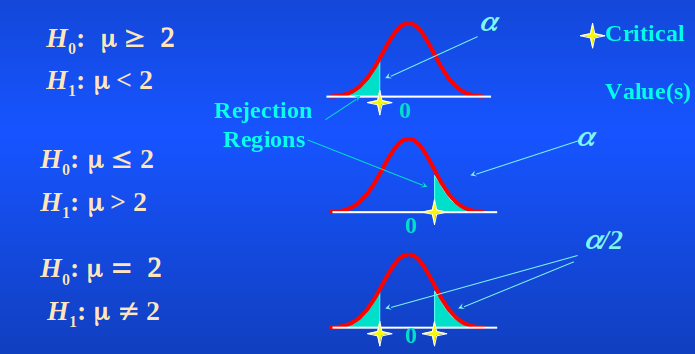 H₀: μ ≥ 2
H₁: μ < 2
α
Critical
Value(s)
Rejection
Regions
0
H₀: μ ≤ 2
H₁: μ > 2
α
0
H₀: μ = 2
H₁: μ ≠ 2
α/2
0